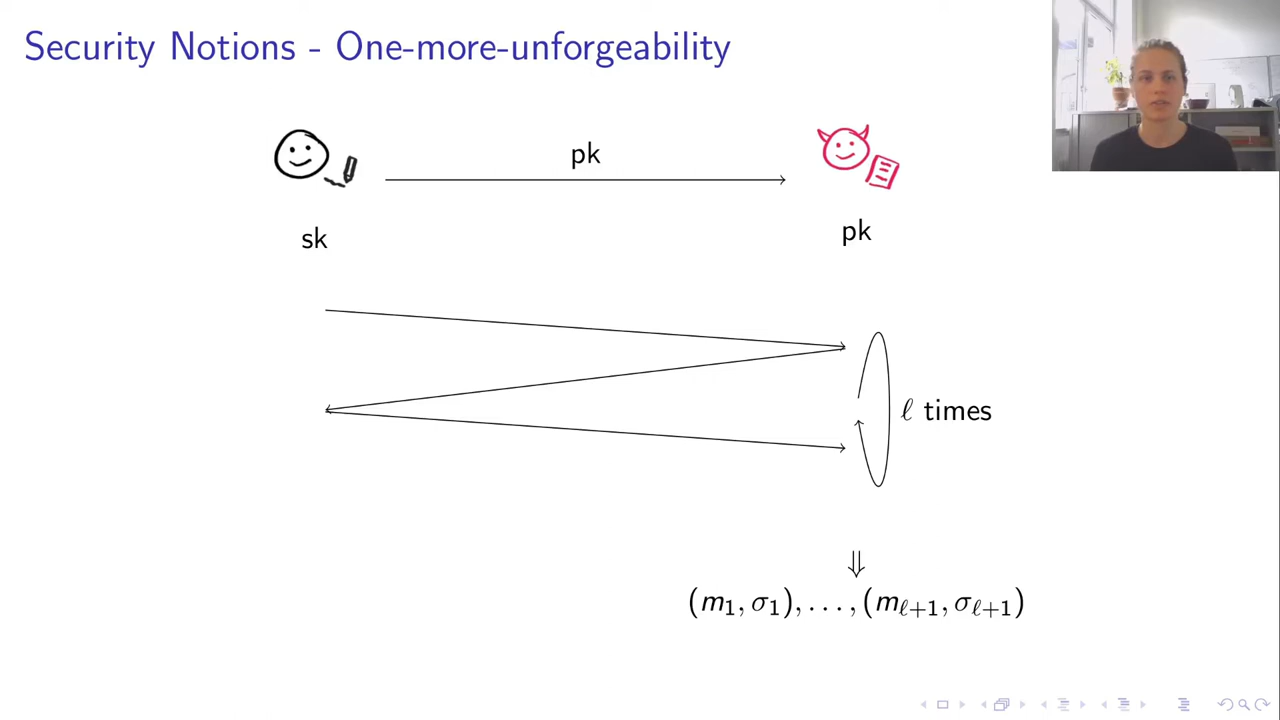 Security Notions - One-more-unforgeability
pk
sk
pk
ℓ times
⇓
(m₁, σ₁), . . . , (mℓ₊₁, σℓ₊₁)